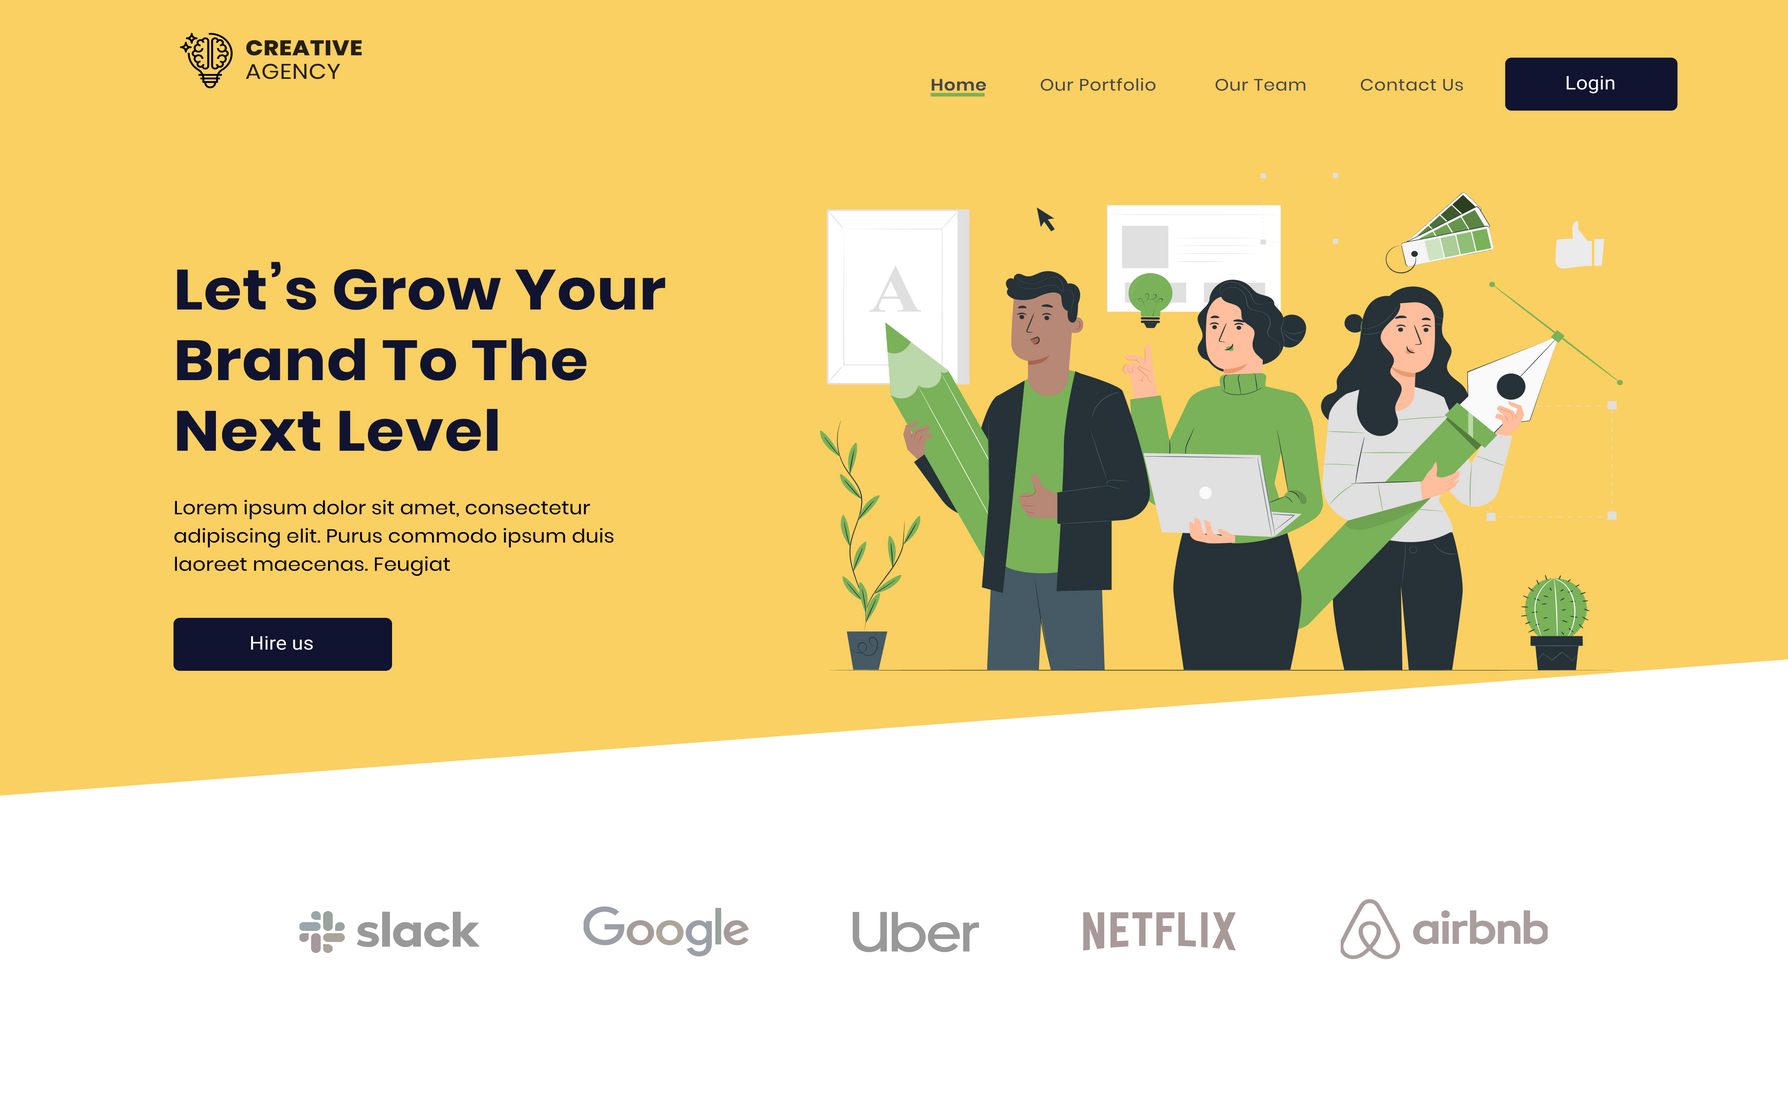 CREATIVE
AGENCY
Home Our Portfolio Our Team Contact Us Login
Let’s Grow Your
Brand To The
Next Level
Lorem ipsum dolor sit amet, consectetur
adipiscing elit. Purus commodo ipsum duis
laoreet maecenas. Feugiat
Hire us
A
slack Google Uber NETFLIX airbnb